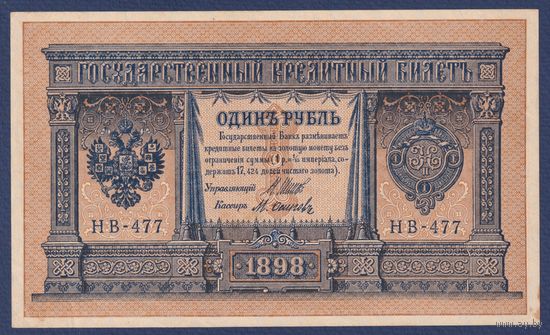 ГОСУДАРСТВЕННЫЙ КРЕДИТНЫЙ БИЛЕТЪ
ОДИНЪ РУБЛЬ
Государственный Банкъ размѣниваетъ
кредитные билеты на золотую монету безъ
ограниченія суммы (1 р. = 1/15 имперіала, со-
держитъ 17,424 долей чистаго золота).
Управляющій
Кассиръ
НВ-477
НВ-477
1898